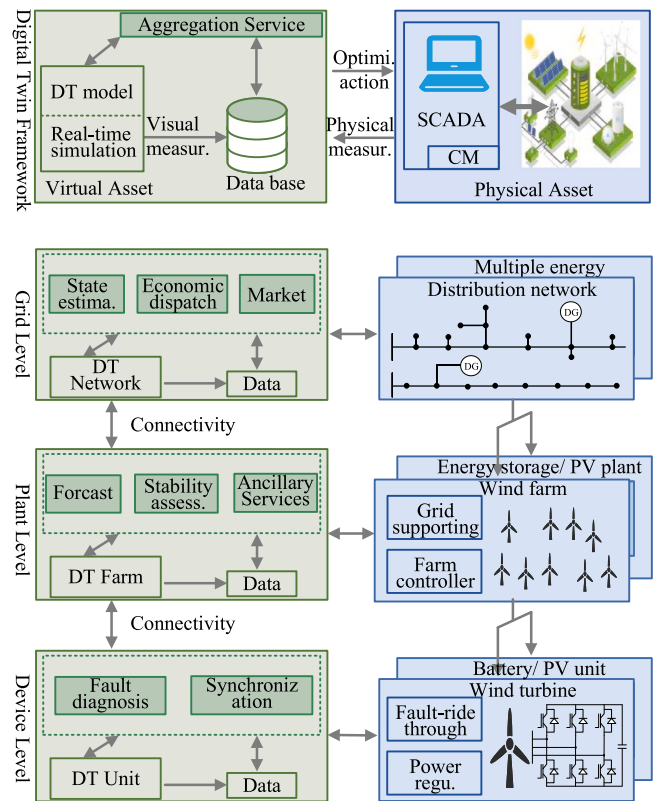 Digital Twin Framework
Aggregation Service
DT model
Real-time
simulation
Visual
measur.
Data base
Virtual Asset
Optimi.
action
Physical
measur.
SCADA
CM
Physical Asset
Grid Level
State
estima.
Economic
dispatch
Market
DT
Network
Data
Multiple energy
Distribution network
DG
DG
Connectivity
Plant Level
Forcast
Stability
assess.
Ancillary
Services
DT Farm
Data
Energy storage/ PV plant
Wind farm
Grid
supporting
Farm
controller
Connectivity
Device Level
Fault
diagnosis
Synchroniz
ation
DT Unit
Data
Battery/ PV unit
Wind turbine
Fault-ride
through
Power
regu.